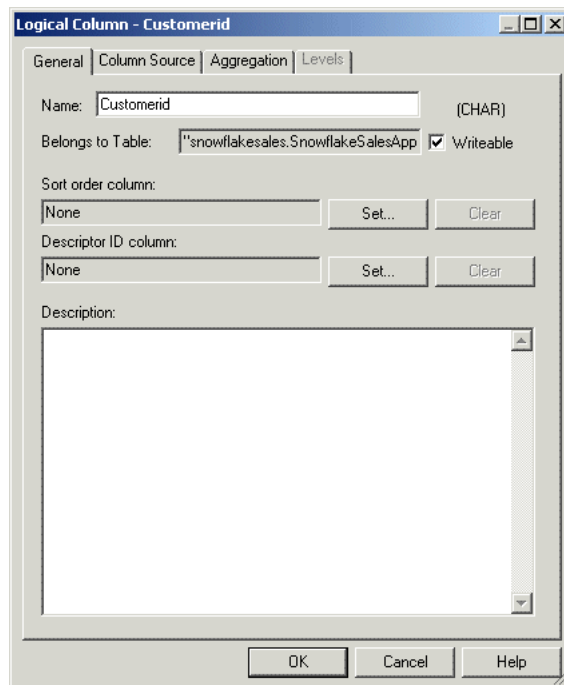 Logical Column - Customerid
General Column Source Aggregation Levels
Name: Customerid (CHAR)
Belongs to Table: "snowflakesales.SnowflakeSalesApp Writeable
Sort order column:
None Set... Clear
Descriptor ID column:
None Set... Clear
Description:
OK Cancel Help